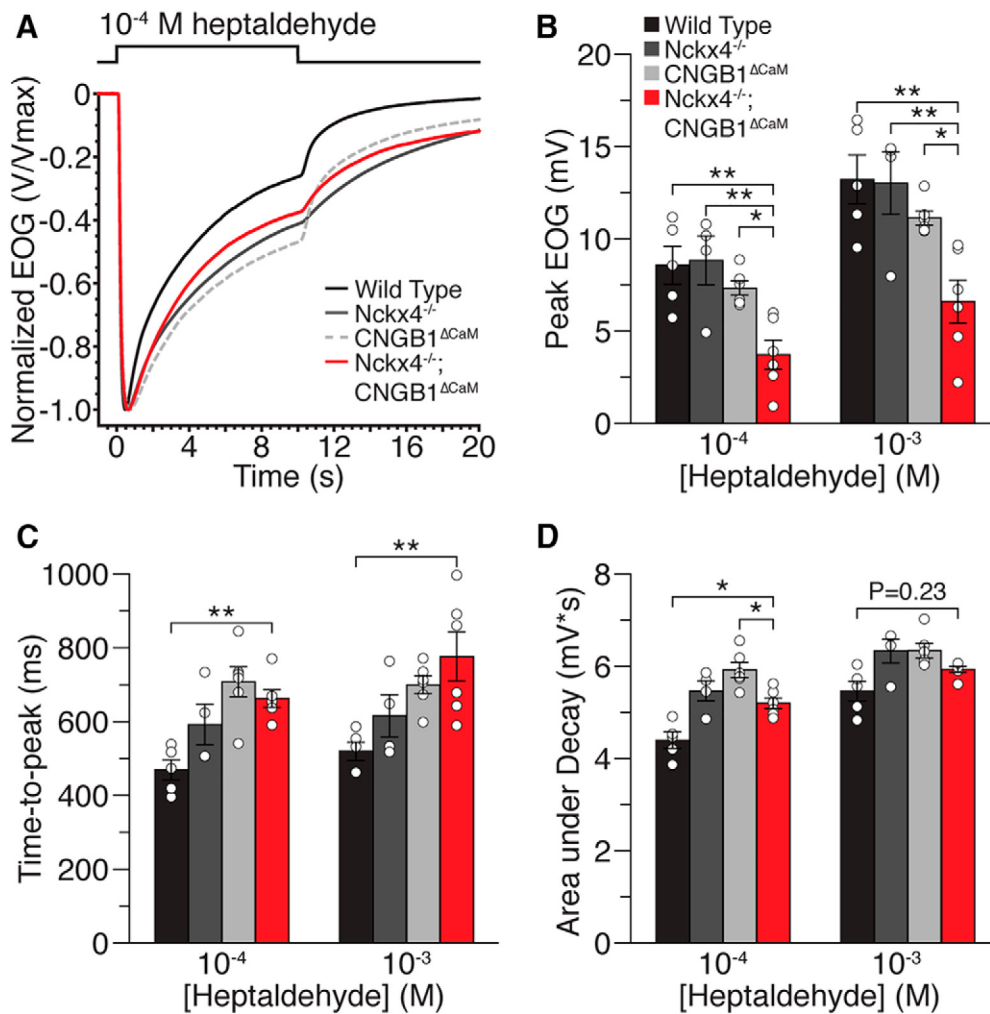 A
10⁻⁴ M heptaldehyde
Normalized EOG (V/Vmax)
0
-0.2
-0.4
-0.6
-0.8
-1.0
Wild Type
Nckx4⁻/⁻
CNGB1ΔCaM
Nckx4⁻/⁻;
CNGB1ΔCaM
0 4 8 12 16 20
Time (s)
B
Wild Type
Nckx4⁻/⁻
CNGB1ΔCaM
Nckx4⁻/⁻;
CNGB1ΔCaM
Peak EOG (mV)
20
15
10
5
0
**
**
*
**
**
*
10⁻⁴ 10⁻³
[Heptaldehyde] (M)
C
Time-to-peak (ms)
1000
800
600
400
200
0
**
**
10⁻⁴ 10⁻³
[Heptaldehyde] (M)
D
Area under Decay (mV*s)
8
6
4
2
0
*
*
P=0.23
10⁻⁴ 10⁻³
[Heptaldehyde] (M)